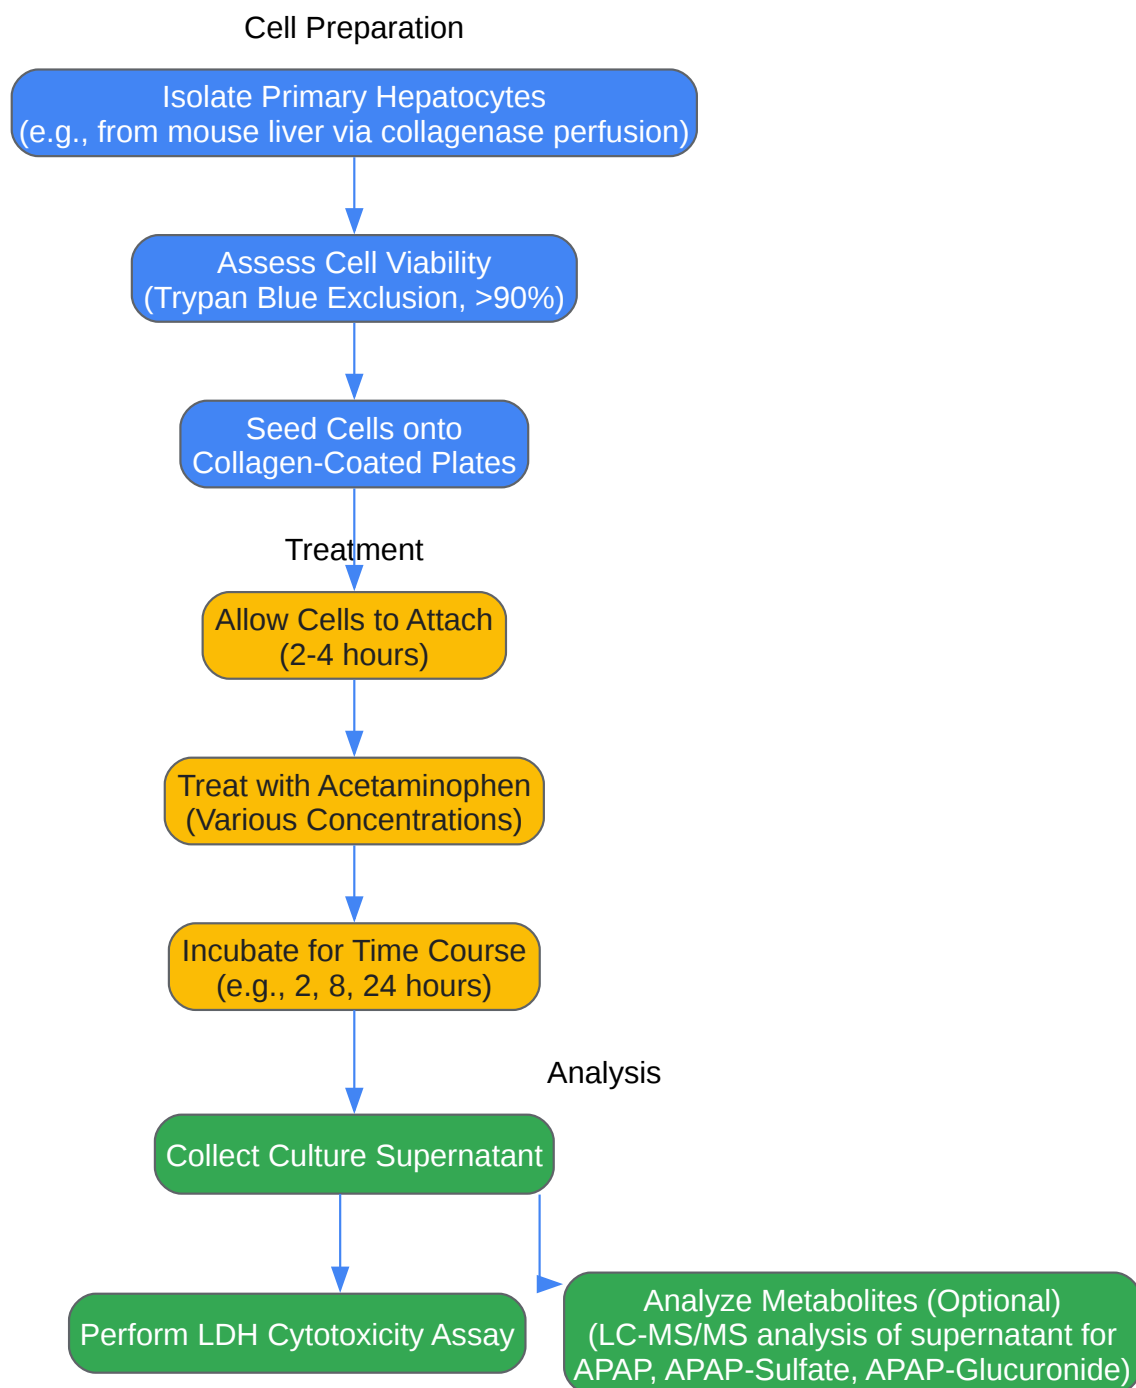 Cell Preparation
Isolate Primary Hepatocytes
(e.g., from mouse liver via collagenase perfusion)
Assess Cell Viability
(Trypan Blue Exclusion, >90%)
Seed Cells onto
Collagen-Coated Plates
Treatment
Allow Cells to Attach
(2-4 hours)
Treat with Acetaminophen
(Various Concentrations)
Incubate for Time Course
(e.g., 2, 8, 24 hours)
Analysis
Collect Culture Supernatant
Perform LDH Cytotoxicity Assay
Analyze Metabolites (Optional)
(LC-MS/MS analysis of supernatant for
APAP, APAP-Sulfate, APAP-Glucuronide)